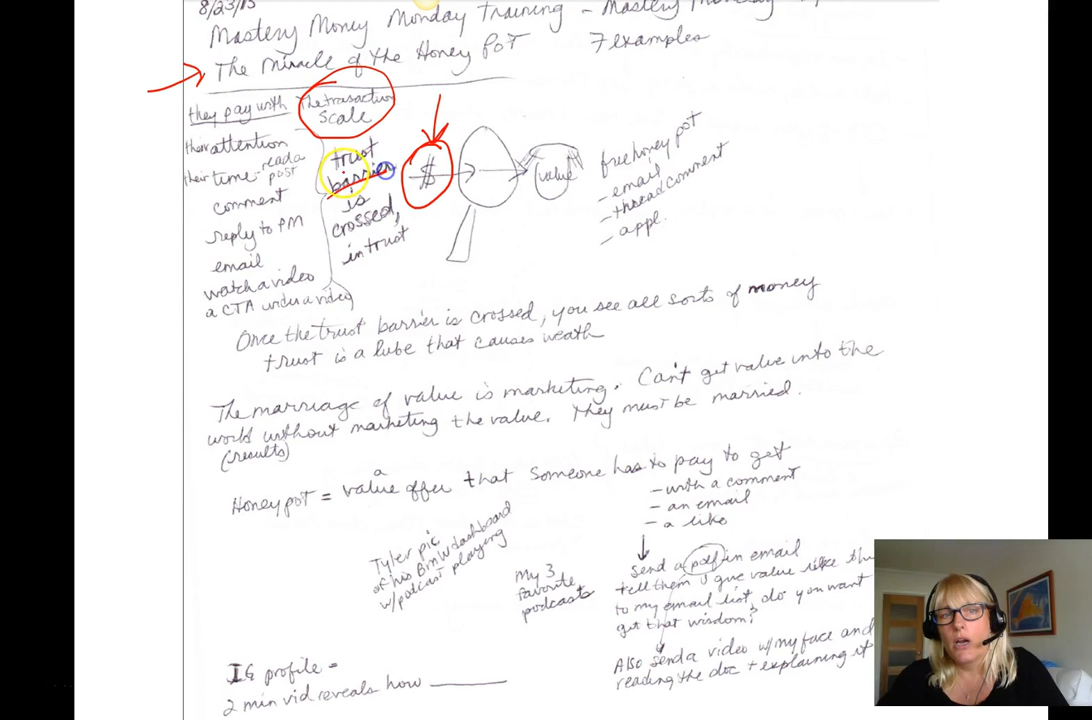 8/23/15
Mastery Money Monday Training – Mastery Monday
The Miracle of the Honey Pot 7 examples
they pay with
their attention
their time - read a post
comment
reply to PM
email
watch a video
a CTA under a video
The transaction
scale
trust
barrier
is
crossed,
in trust
$
value
free honey pot
- email
- thread comment
- appl.
Once the trust barrier is crossed, you see all sorts of money
trust is a lube that causes weath
The marriage of value is marketing. Can't get value into the
world without marketing the value. They must be married.
(results)
Honey pot = a value offer that someone has to pay to get
- with a comment
- an email
- a like
Tyler pic
of his BMW dashboard
w/ podcast playing
My 3
favorite
podcasts
send a pdf in email
tell them I give value like this
to my email list, do you want
get that wisdom?
Also send a video w/ my face and
reading the doc + explaining it
IG profile =
2 min vid reveals how ______